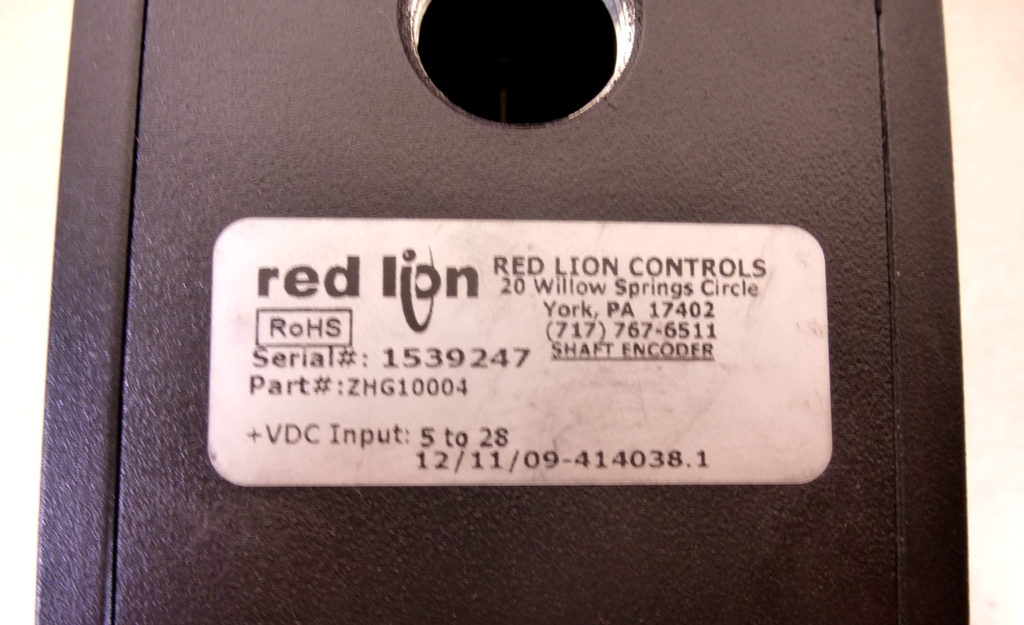 red lion
RED LION CONTROLS
20 Willow Springs Circle
York, PA 17402
(717) 767-6511
SHAFT ENCODER
RoHS
Serial#: 1539247
Part#:ZHG10004
+VDC Input: 5 to 28
12/11/09-414038.1